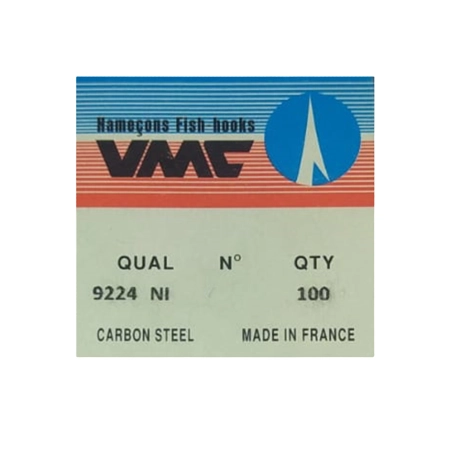 Hameçons Fish hooks
VMC
QUAL N° QTY
9224 NI 100
CARBON STEEL MADE IN FRANCE